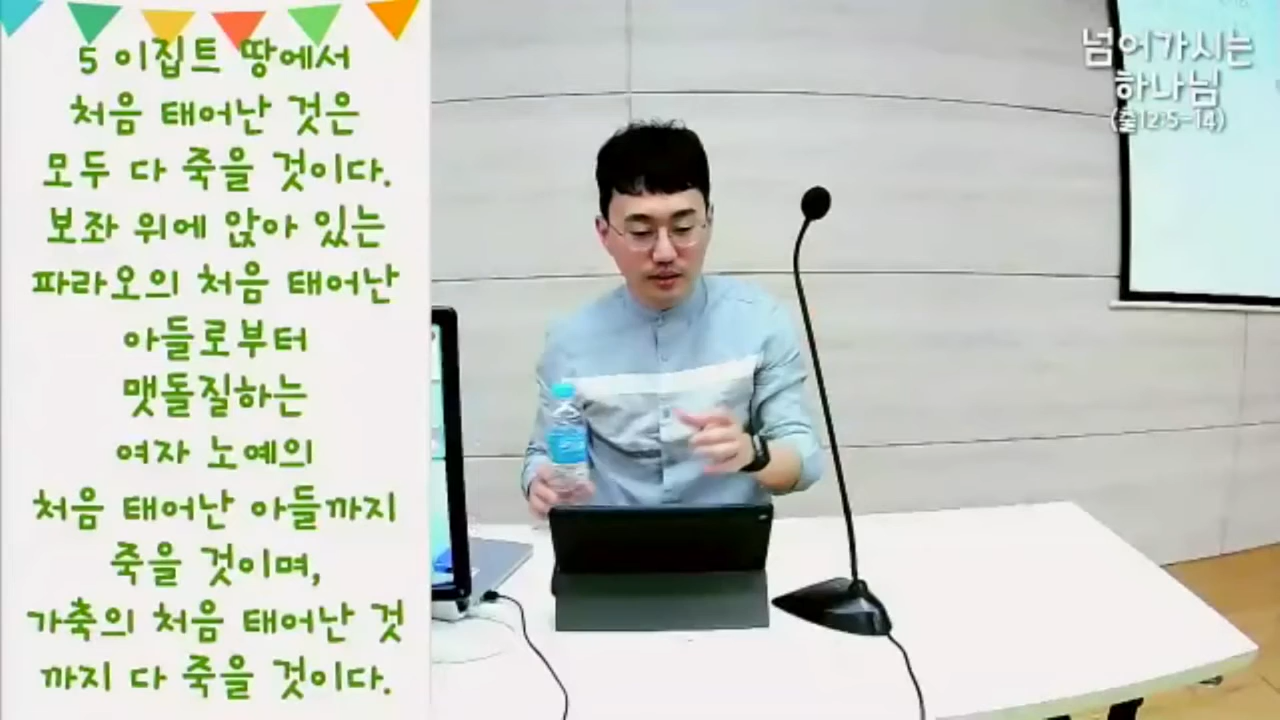 5 이집트 땅에서
처음 태어난 것은
모두 다 죽을 것이다.
보좌 위에 앉아 있는
파라오의 처음 태어난
아들로부터
맷돌질하는
여자 노예의
처음 태어난 아들까지
죽을 것이며,
가축의 처음 태어난 것
까지 다 죽을 것이다.
넘어가시는
하나님
(출12:5-14)